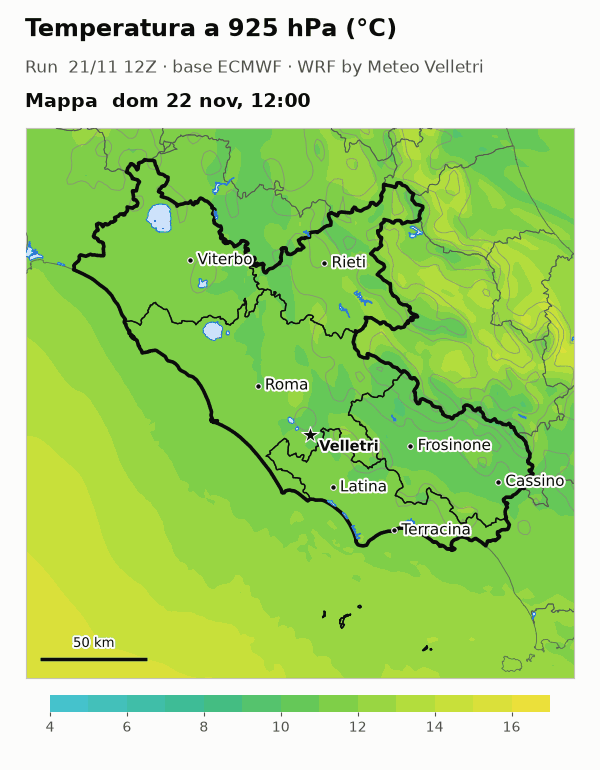 Temperatura a 925 hPa (°C)
Run  21/11 12Z · base ECMWF · WRF by Meteo Velletri
Mappa  dom 22 nov, 12:00
Viterbo
Rieti
Roma
Velletri
Frosinone
Latina
Cassino
Terracina
50 km
4 6 8 10 12 14 16